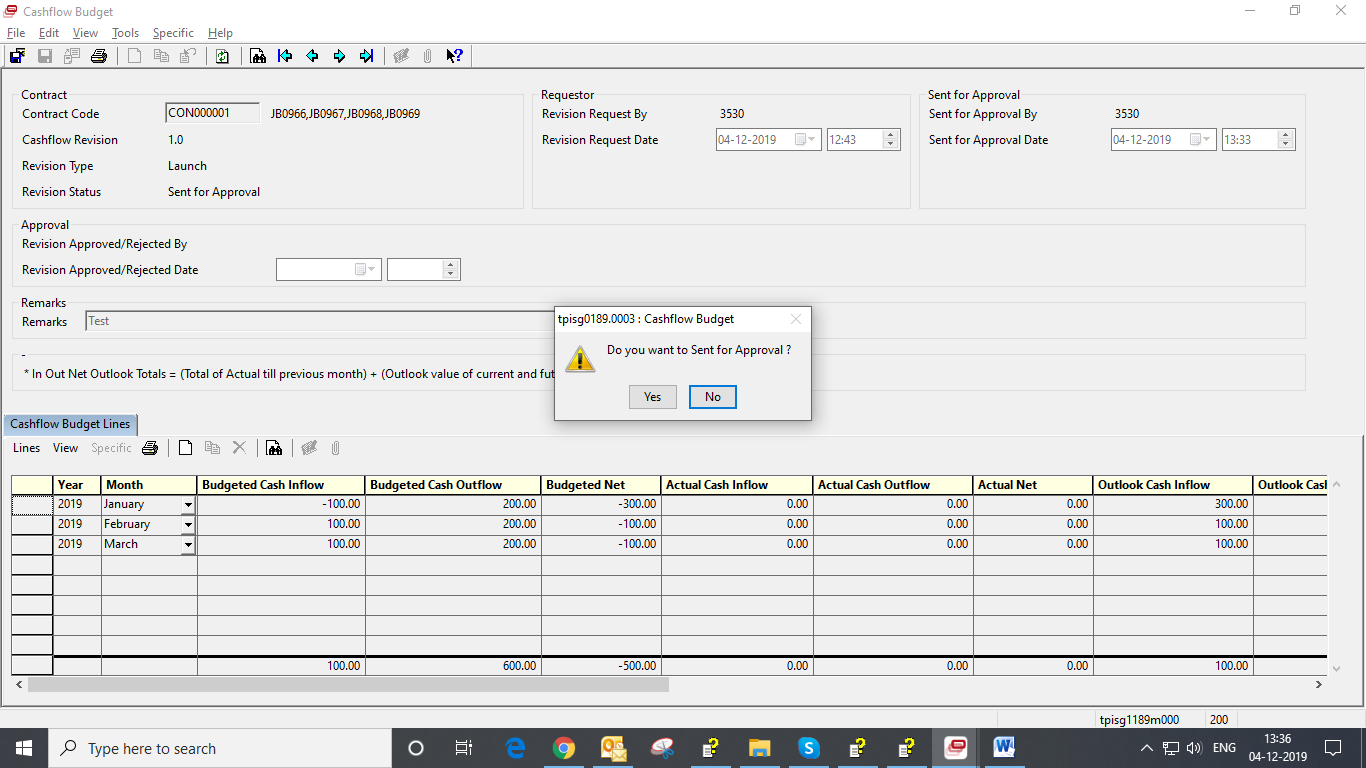 Cashflow Budget
File Edit View Tools Specific Help
Contract
Contract Code CON000001 JB0966,JB0967,JB0968,JB0969
Cashflow Revision 1.0
Revision Type Launch
Revision Status Sent for Approval
Requestor
Revision Request By 3530
Revision Request Date 04-12-2019 12:43
Sent for Approval
Sent for Approval By 3530
Sent for Approval Date 04-12-2019 13:33
Approval
Revision Approved/Rejected By
Revision Approved/Rejected Date
Remarks
Remarks Test
-
* In Out Net Outlook Totals = (Total of Actual till previous month) + (Outlook value of current and fut
tpisg0189.0003 : Cashflow Budget
Do you want to Sent for Approval ?
Yes No
Cashflow Budget Lines
Lines View Specific
Year Month Budgeted Cash Inflow Budgeted Cash Outflow Budgeted Net Actual Cash Inflow Actual Cash Outflow Actual Net Outlook Cash Inflow Outlook Cas
2019 January -100.00 200.00 -300.00 0.00 0.00 0.00 300.00
2019 February 100.00 200.00 -100.00 0.00 0.00 0.00 100.00
2019 March 100.00 200.00 -100.00 0.00 0.00 0.00 100.00
100.00 600.00 -500.00 0.00 0.00 0.00 100.00
tpisg1189m000 200
Type here to search
ENG 13:36
04-12-2019